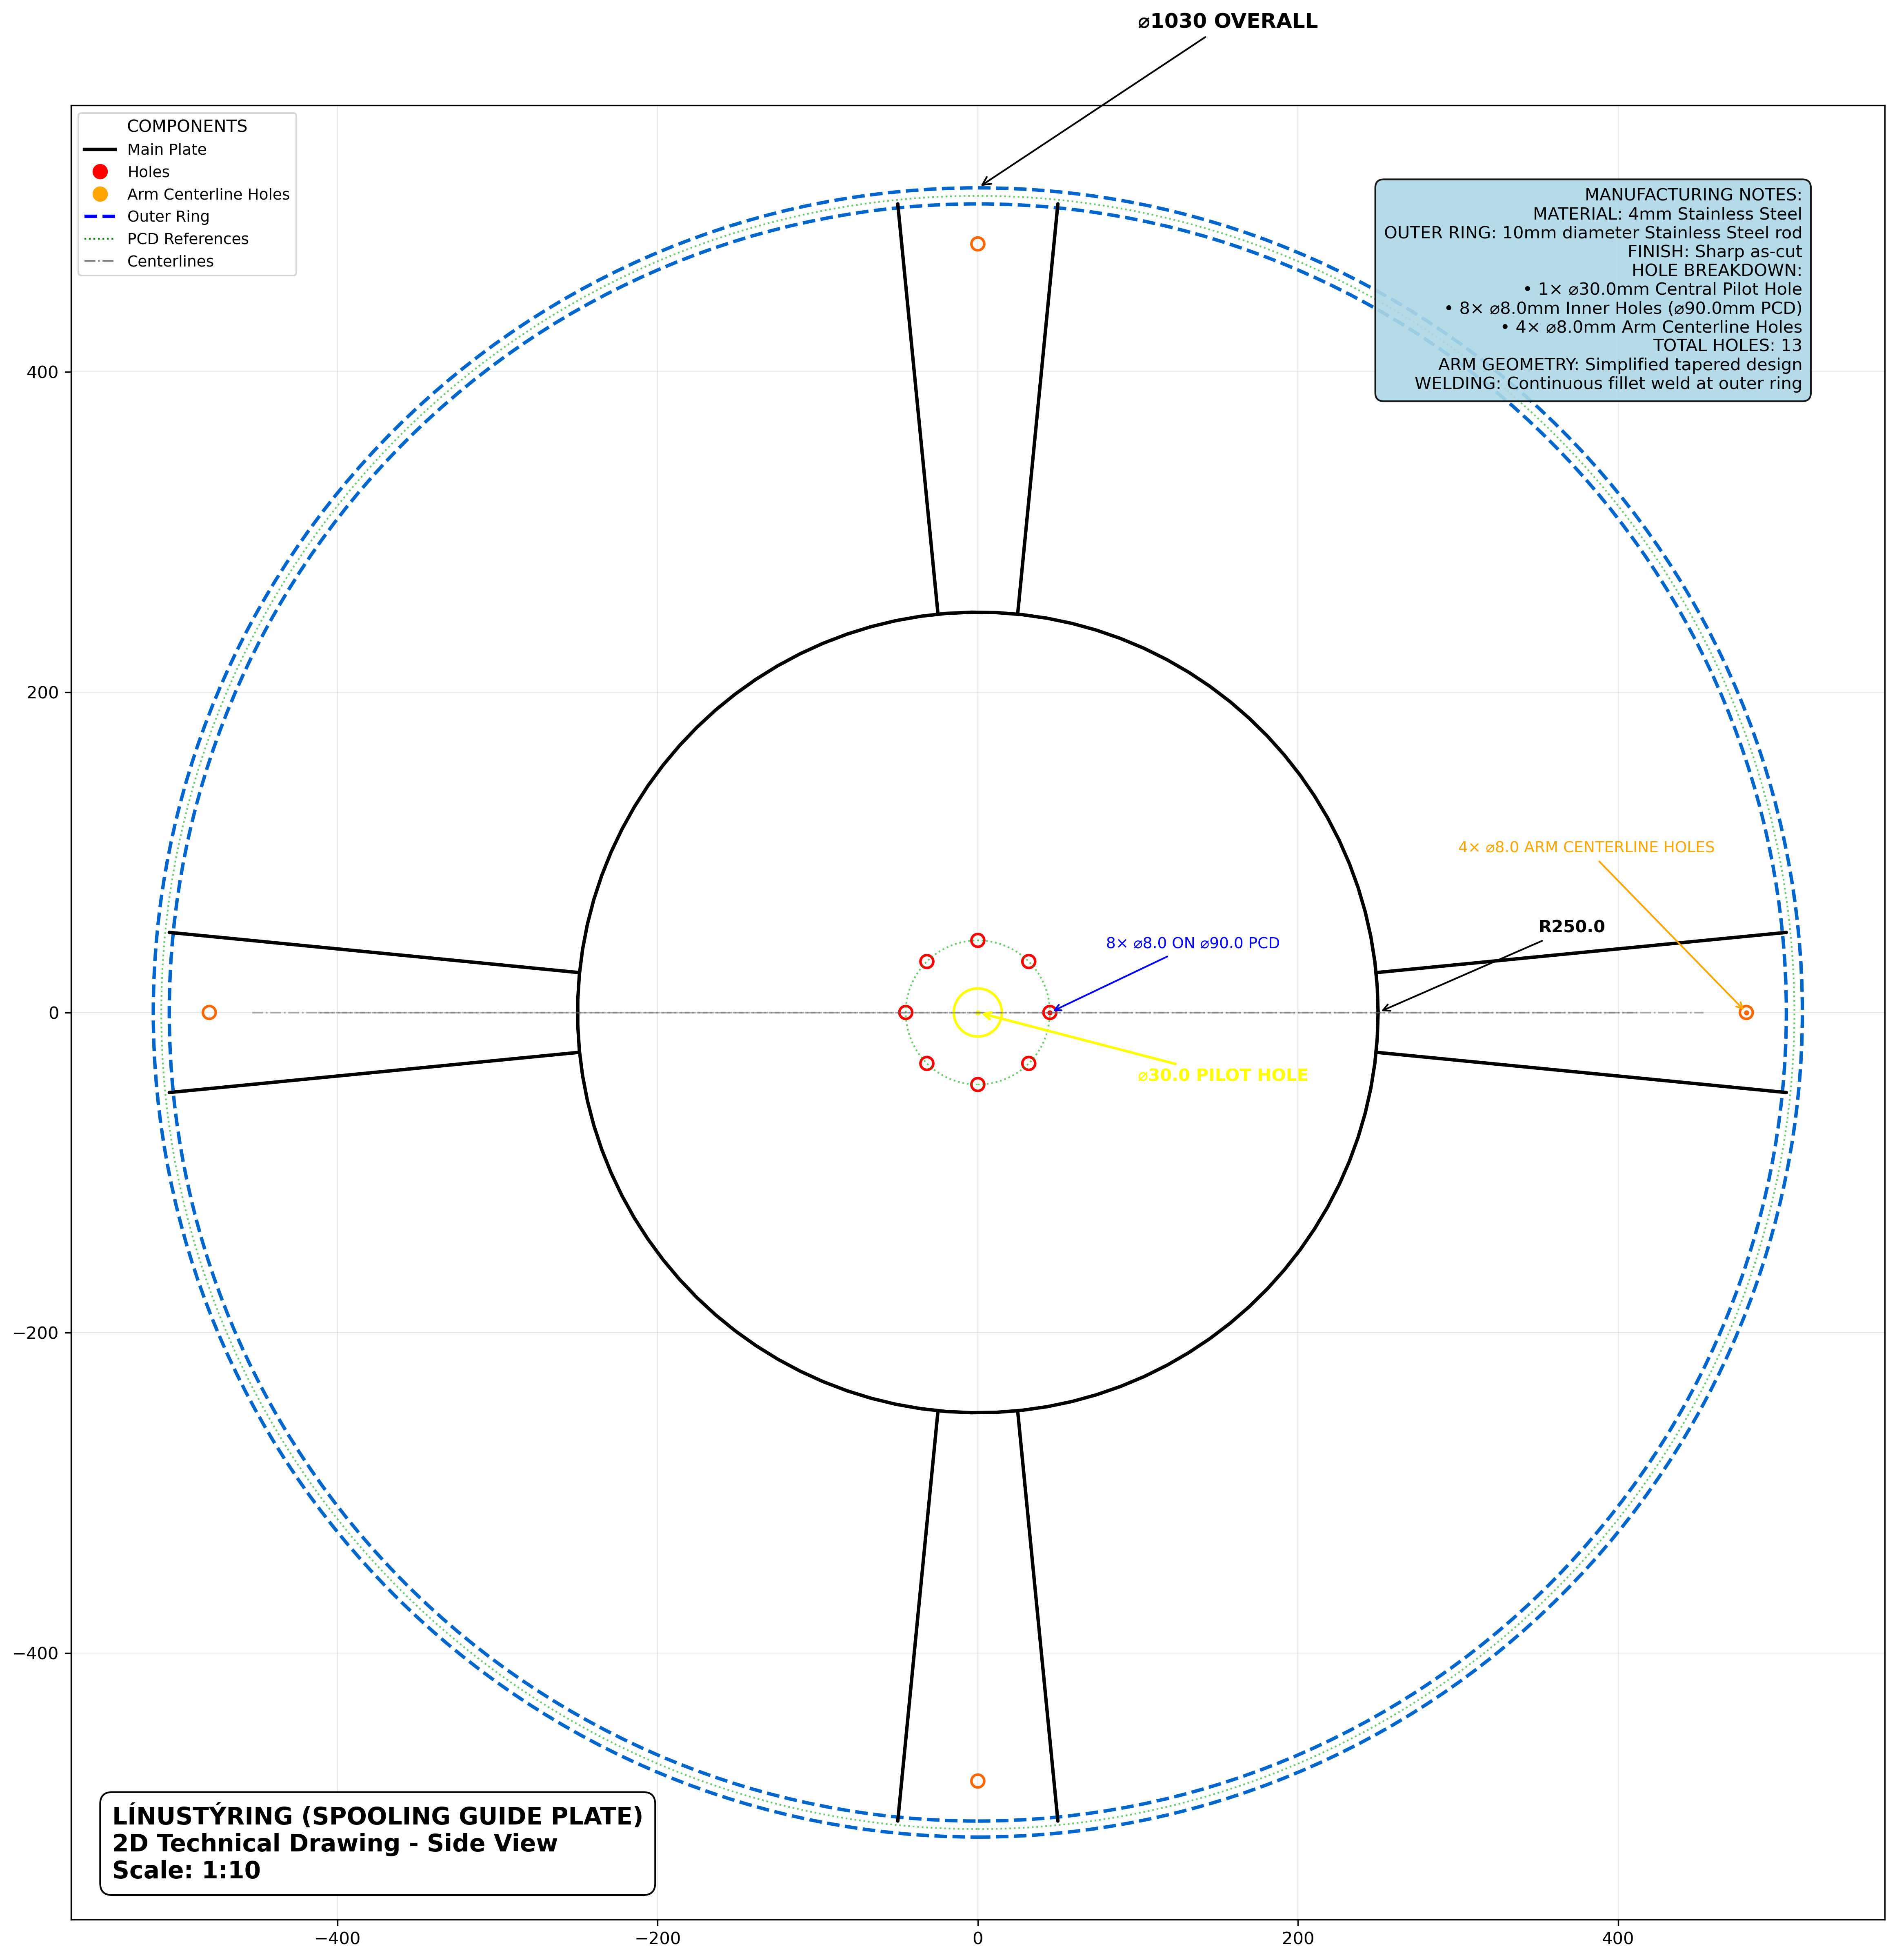 ⌀1030 OVERALL
COMPONENTS
Main Plate
Holes
Arm Centerline Holes
Outer Ring
PCD References
Centerlines
MANUFACTURING NOTES:
MATERIAL: 4mm Stainless Steel
OUTER RING: 10mm diameter Stainless Steel rod
FINISH: Sharp as-cut
HOLE BREAKDOWN:
• 1× ⌀30.0mm Central Pilot Hole
• 8× ⌀8.0mm Inner Holes (⌀90.0mm PCD)
• 4× ⌀8.0mm Arm Centerline Holes
TOTAL HOLES: 13
ARM GEOMETRY: Simplified tapered design
WELDING: Continuous fillet weld at outer ring
400
200
0
−200
−400
4× ⌀8.0 ARM CENTERLINE HOLES
R250.0
8× ⌀8.0 ON ⌀90.0 PCD
⌀30.0 PILOT HOLE
LÍNUSTÝRING (SPOOLING GUIDE PLATE)
2D Technical Drawing - Side View
Scale: 1:10
−400
−200
0
200
400